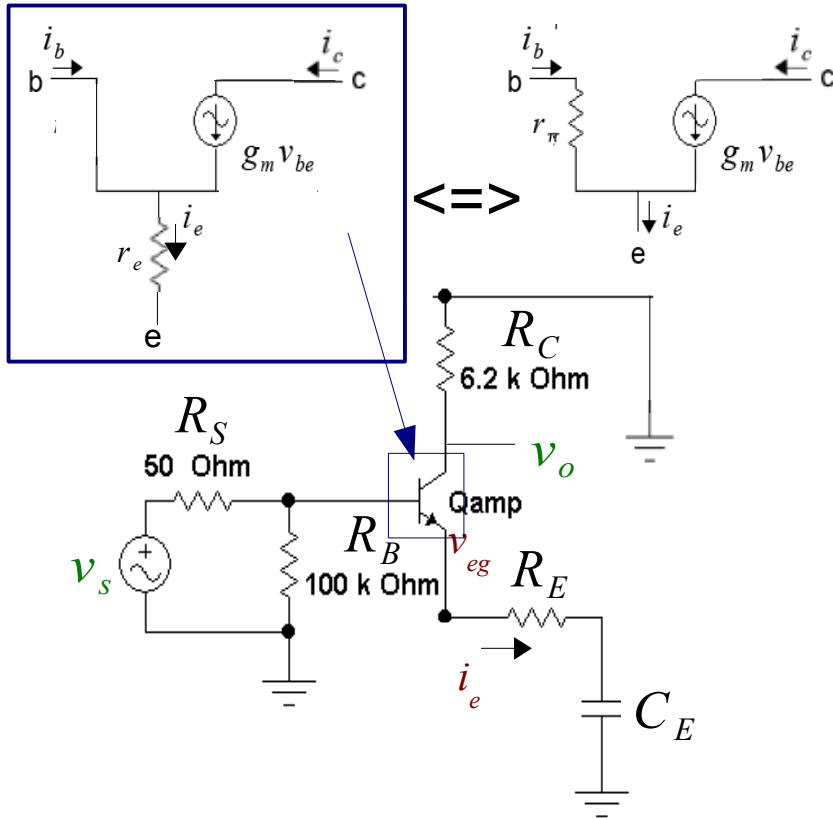 i_b
i_c
b
c
g_m v_be
i_e
r_e
e
<=>
i_b
i_c
b
c
r_π
g_m v_be
i_e
e
R_C
6.2 k Ohm
R_S
50 Ohm
v_o
Qamp
R_B
v_eg
v_s
100 k Ohm
R_E
i_e
C_E